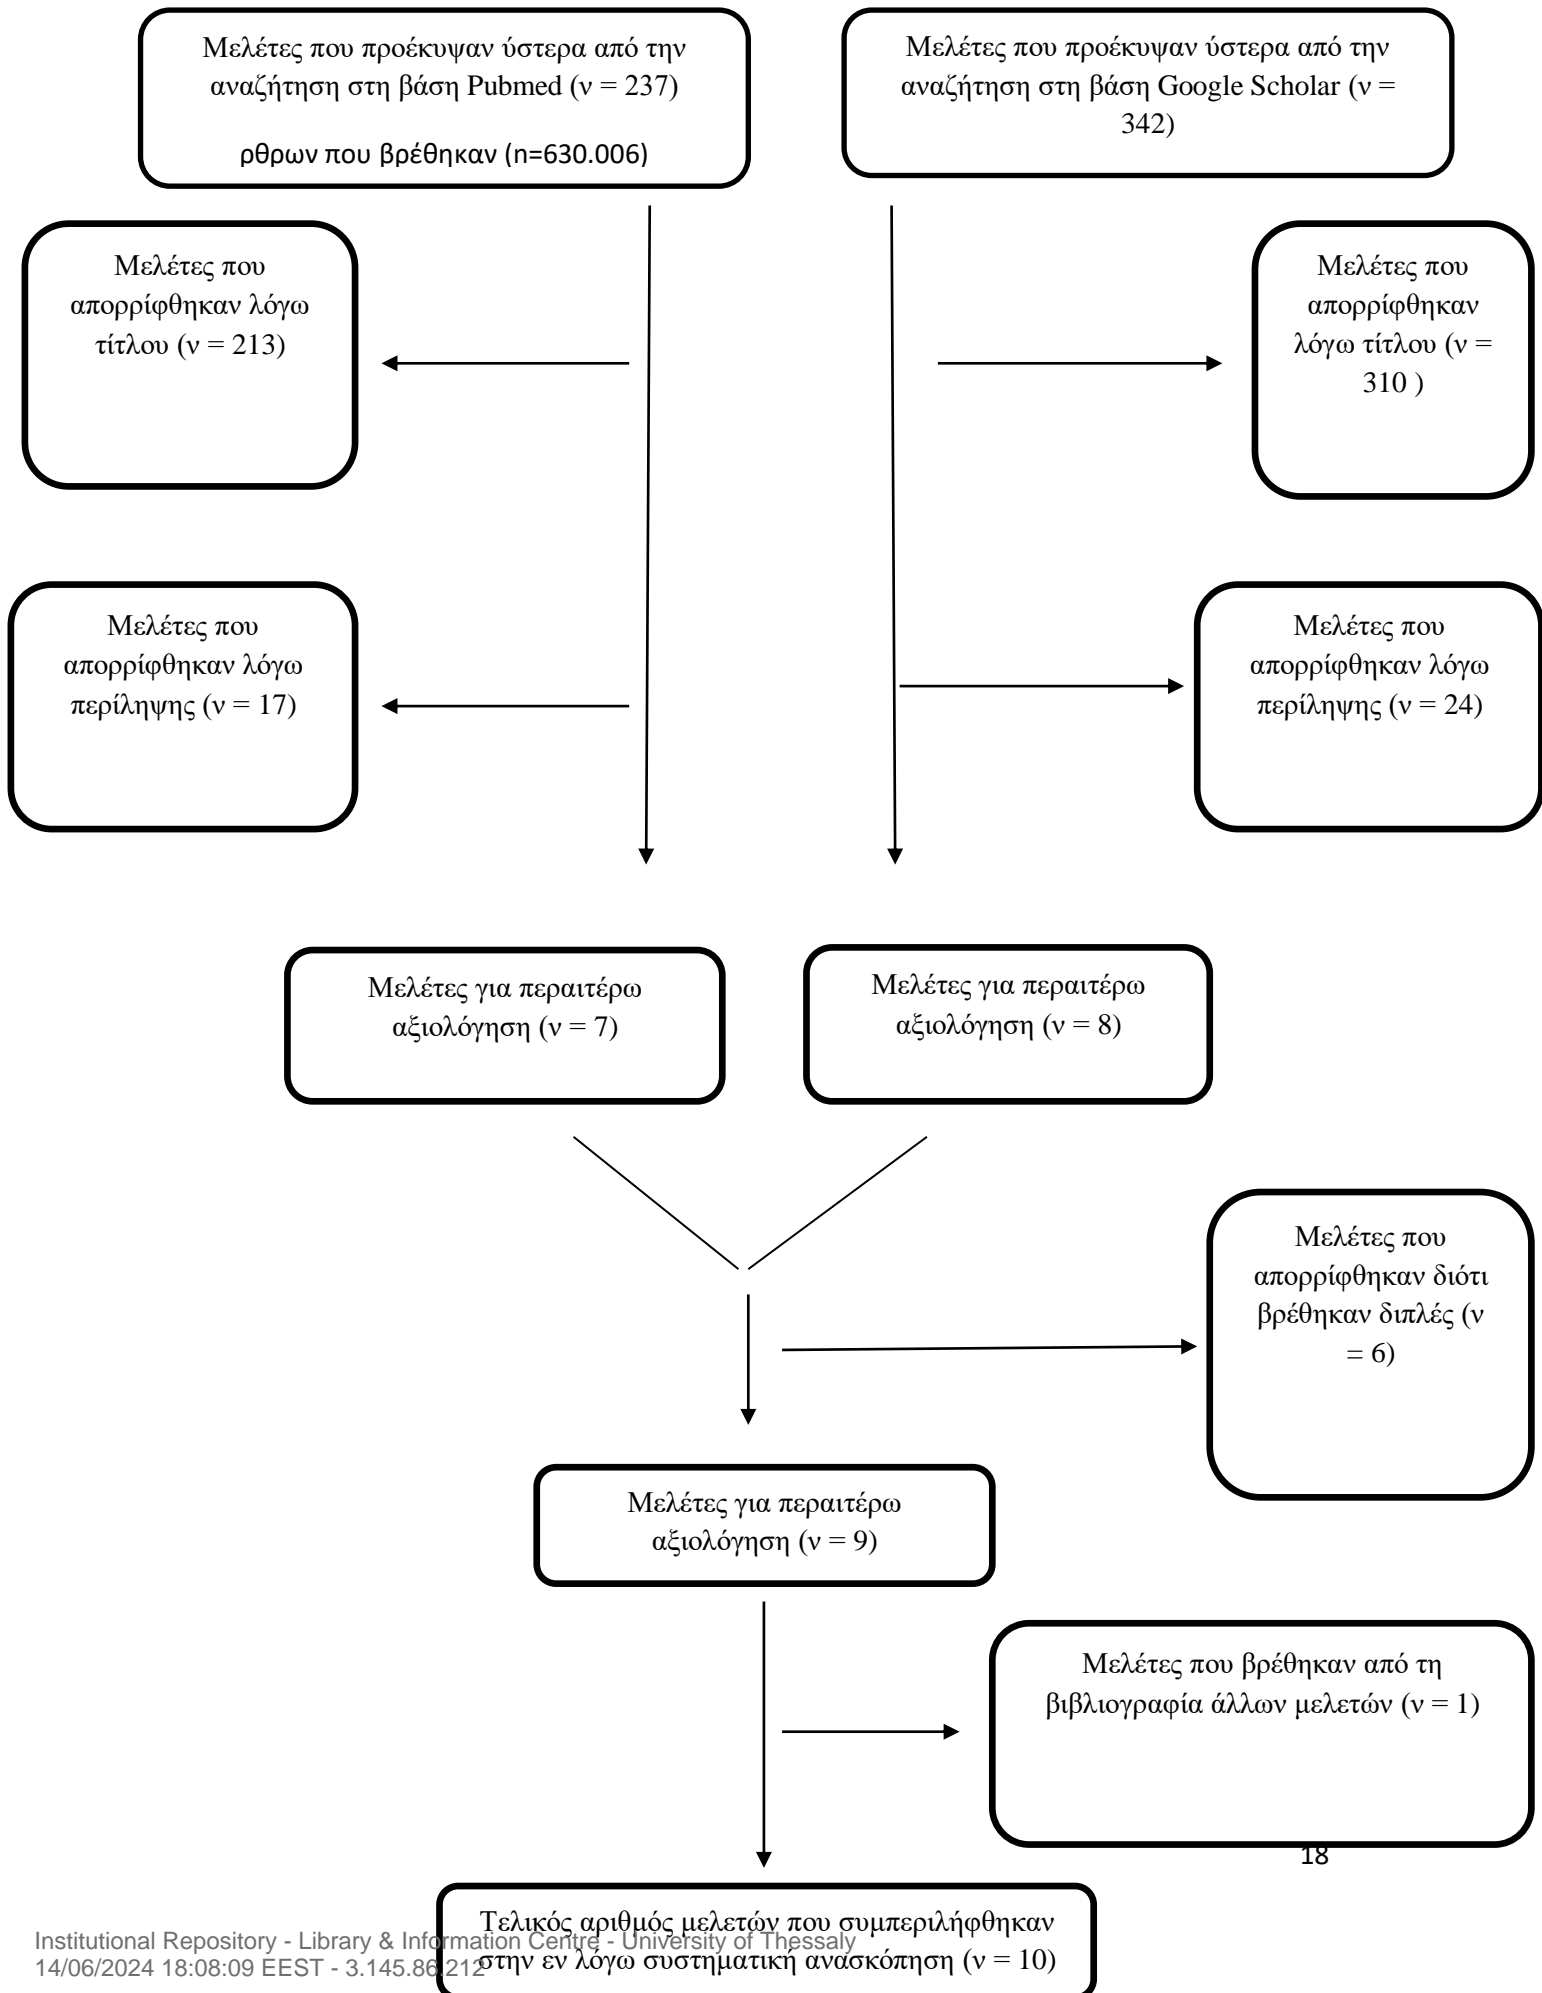 Μελέτες που προέκυψαν ύστερα από την
αναζήτηση στη βάση Pubmed (ν = 237)
ρθρων που βρέθηκαν (n=630.006)
Μελέτες που προέκυψαν ύστερα από την
αναζήτηση στη βάση Google Scholar (ν =
342)
Μελέτες που
απορρίφθηκαν λόγω
τίτλου (ν = 213)
Μελέτες που
απορρίφθηκαν
λόγω τίτλου (ν =
310 )
Μελέτες που
απορρίφθηκαν λόγω
περίληψης (ν = 17)
Μελέτες που
απορρίφθηκαν λόγω
περίληψης (ν = 24)
Μελέτες για περαιτέρω
αξιολόγηση (ν = 7)
Μελέτες για περαιτέρω
αξιολόγηση (ν = 8)
Μελέτες που
απορρίφθηκαν διότι
βρέθηκαν διπλές (ν
= 6)
Μελέτες για περαιτέρω
αξιολόγηση (ν = 9)
Μελέτες που βρέθηκαν από τη
βιβλιογραφία άλλων μελετών (ν = 1)
18
Τελικός αριθμός μελετών που συμπεριλήφθηκαν
στην εν λόγω συστηματική ανασκόπηση (ν = 10)
Institutional Repository - Library & Information Centre - University of Thessaly
14/06/2024 18:08:09 EEST - 3.145.86.212